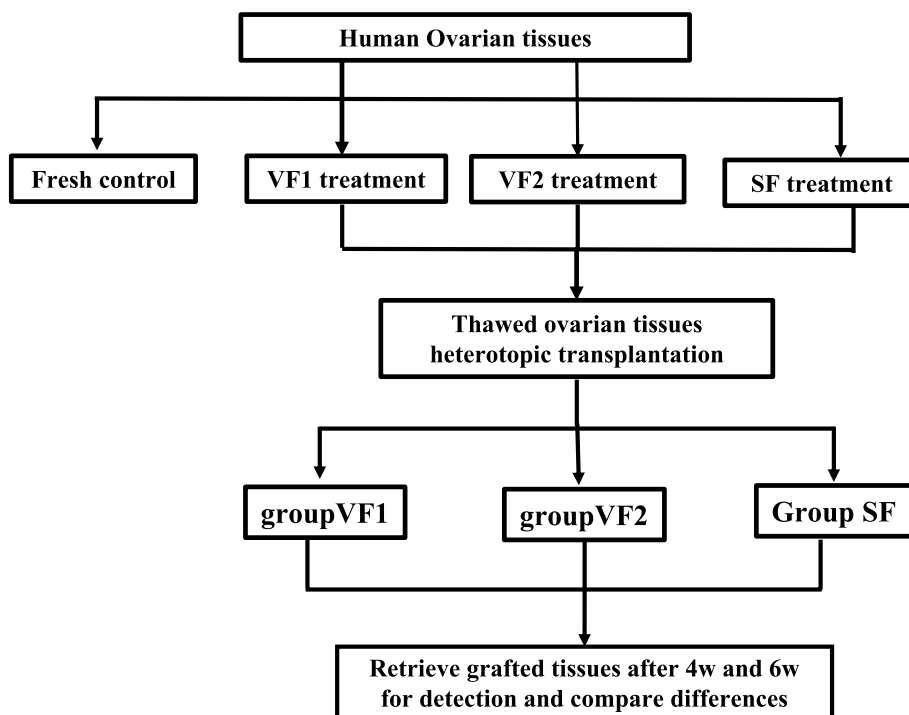 Human Ovarian tissues
Fresh control
VF1 treatment
VF2 treatment
SF treatment
Thawed ovarian tissues
heterotopic transplantation
groupVF1
groupVF2
Group SF
Retrieve grafted tissues after 4w and 6w
for detection and compare differences